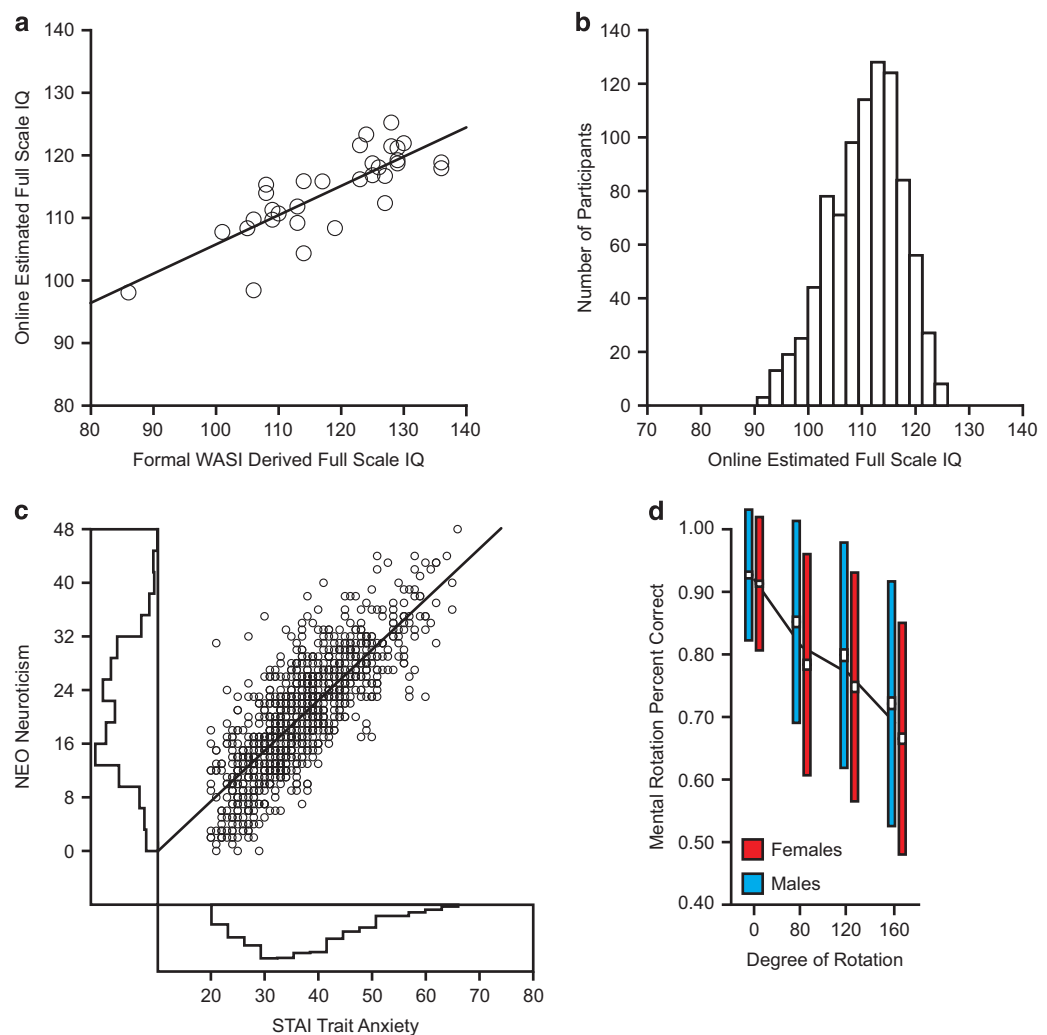 a
140
130
120
110
100
90
80
80 90 100 110 120 130 140
Online Estimated Full Scale IQ
Formal WASI Derived Full Scale IQ
b
140
120
100
80
60
40
20
0
70 80 90 100 110 120 130 140
Number of Participants
Online Estimated Full Scale IQ
c
48
40
32
24
16
8
0
NEO Neuroticism
20 30 40 50 60 70 80
STAI Trait Anxiety
d
1.00
0.90
0.80
0.70
0.60
0.50
0.40
Mental Rotation Percent Correct
Females
Males
0 80 120 160
Degree of Rotation